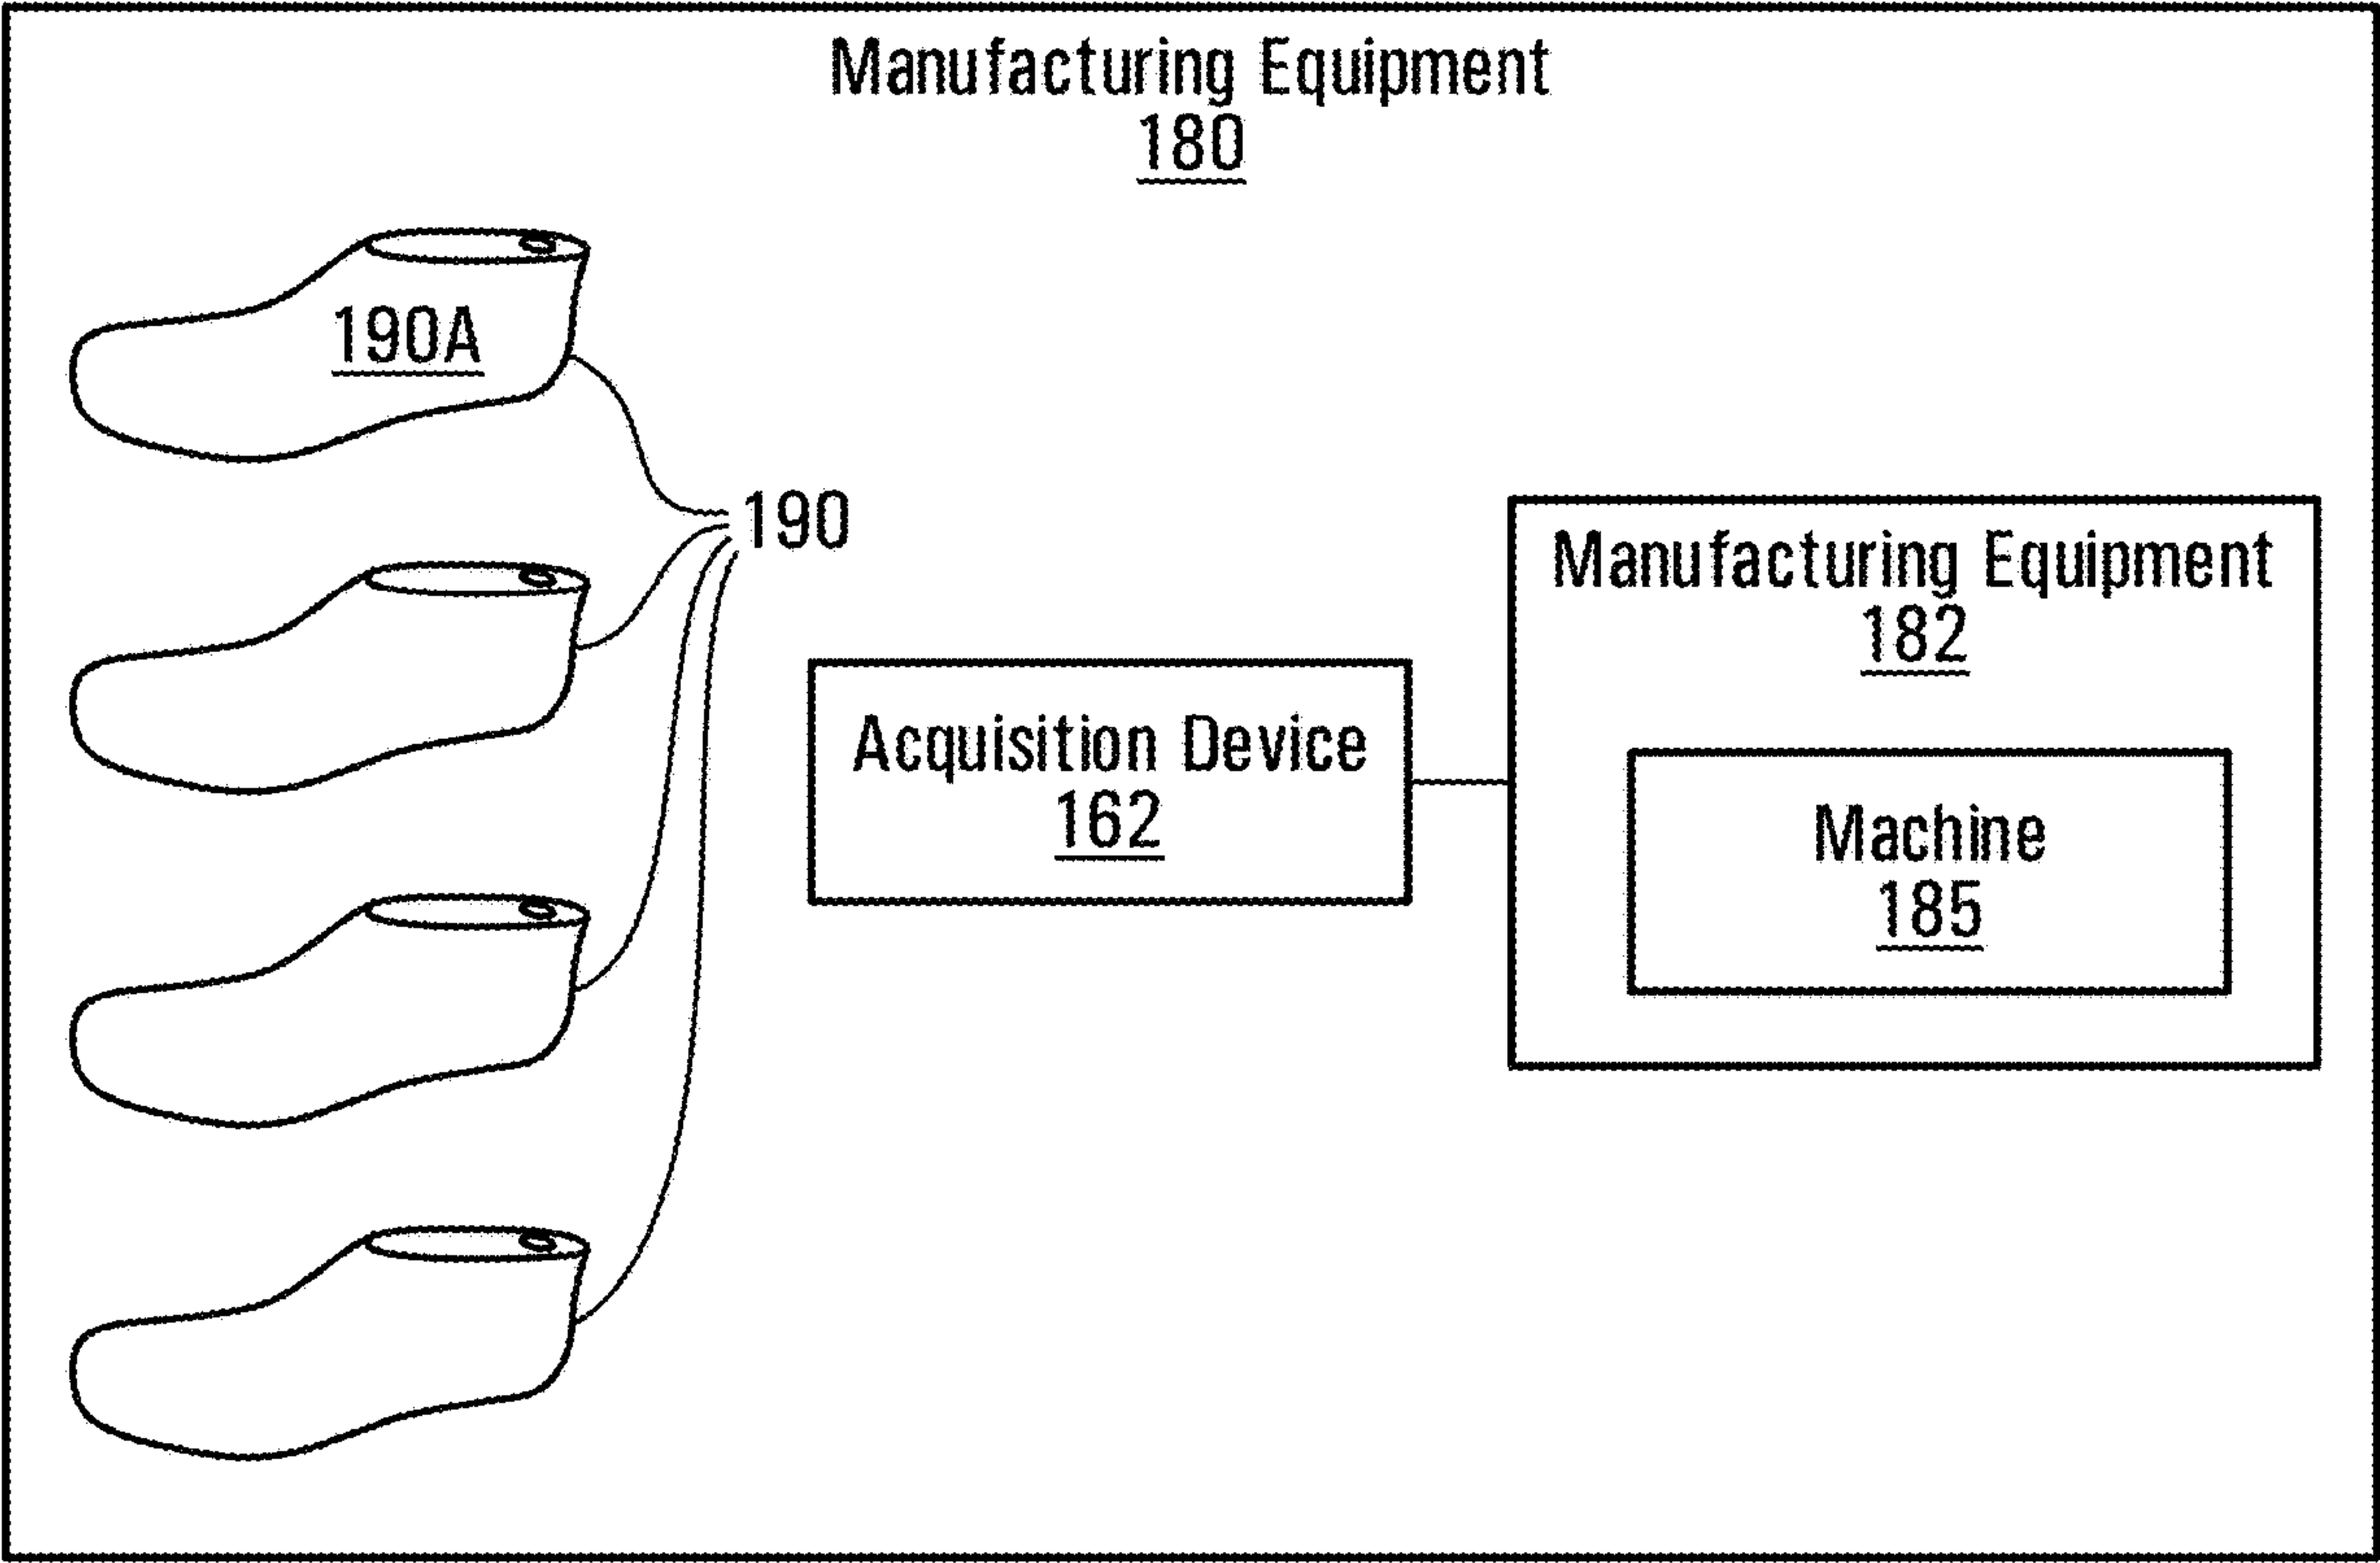 Manufacturing Equipment
180
190A
190
Manufacturing Equipment
182
Acquisition Device
162
Machine
185